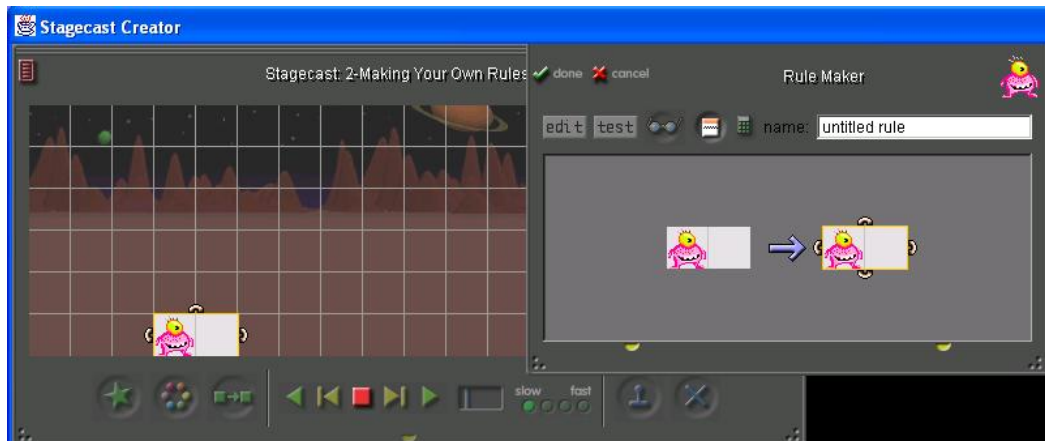 Stagecast Creator
Stagecast: 2-Making Your Own Rules
done cancel
Rule Maker
edit test name: untitled rule
slow fast